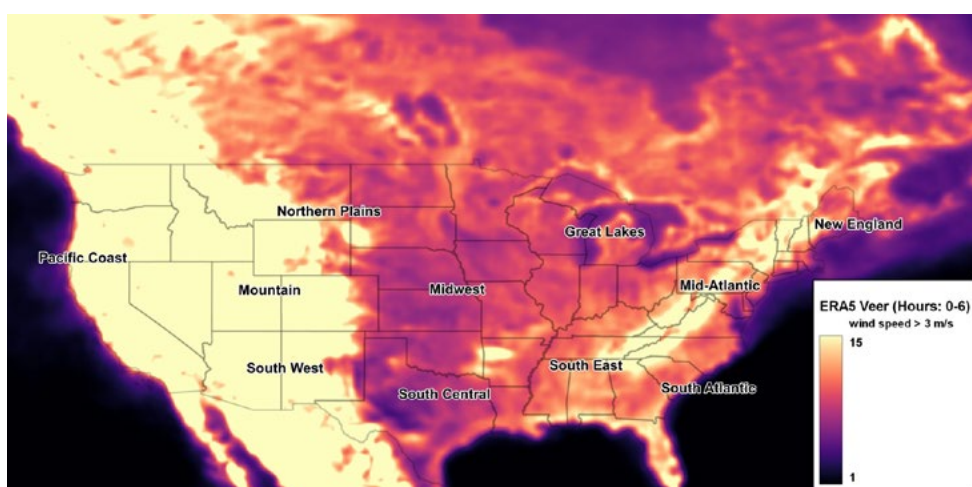 New England
Northern Plains
Great Lakes
Pacific Coast
Mountain
Midwest
Mid-Atlantic
South West
South Central
South East
South Atlantic
ERA5 Veer (Hours: 0-6)
wind speed > 3 m/s
15
1